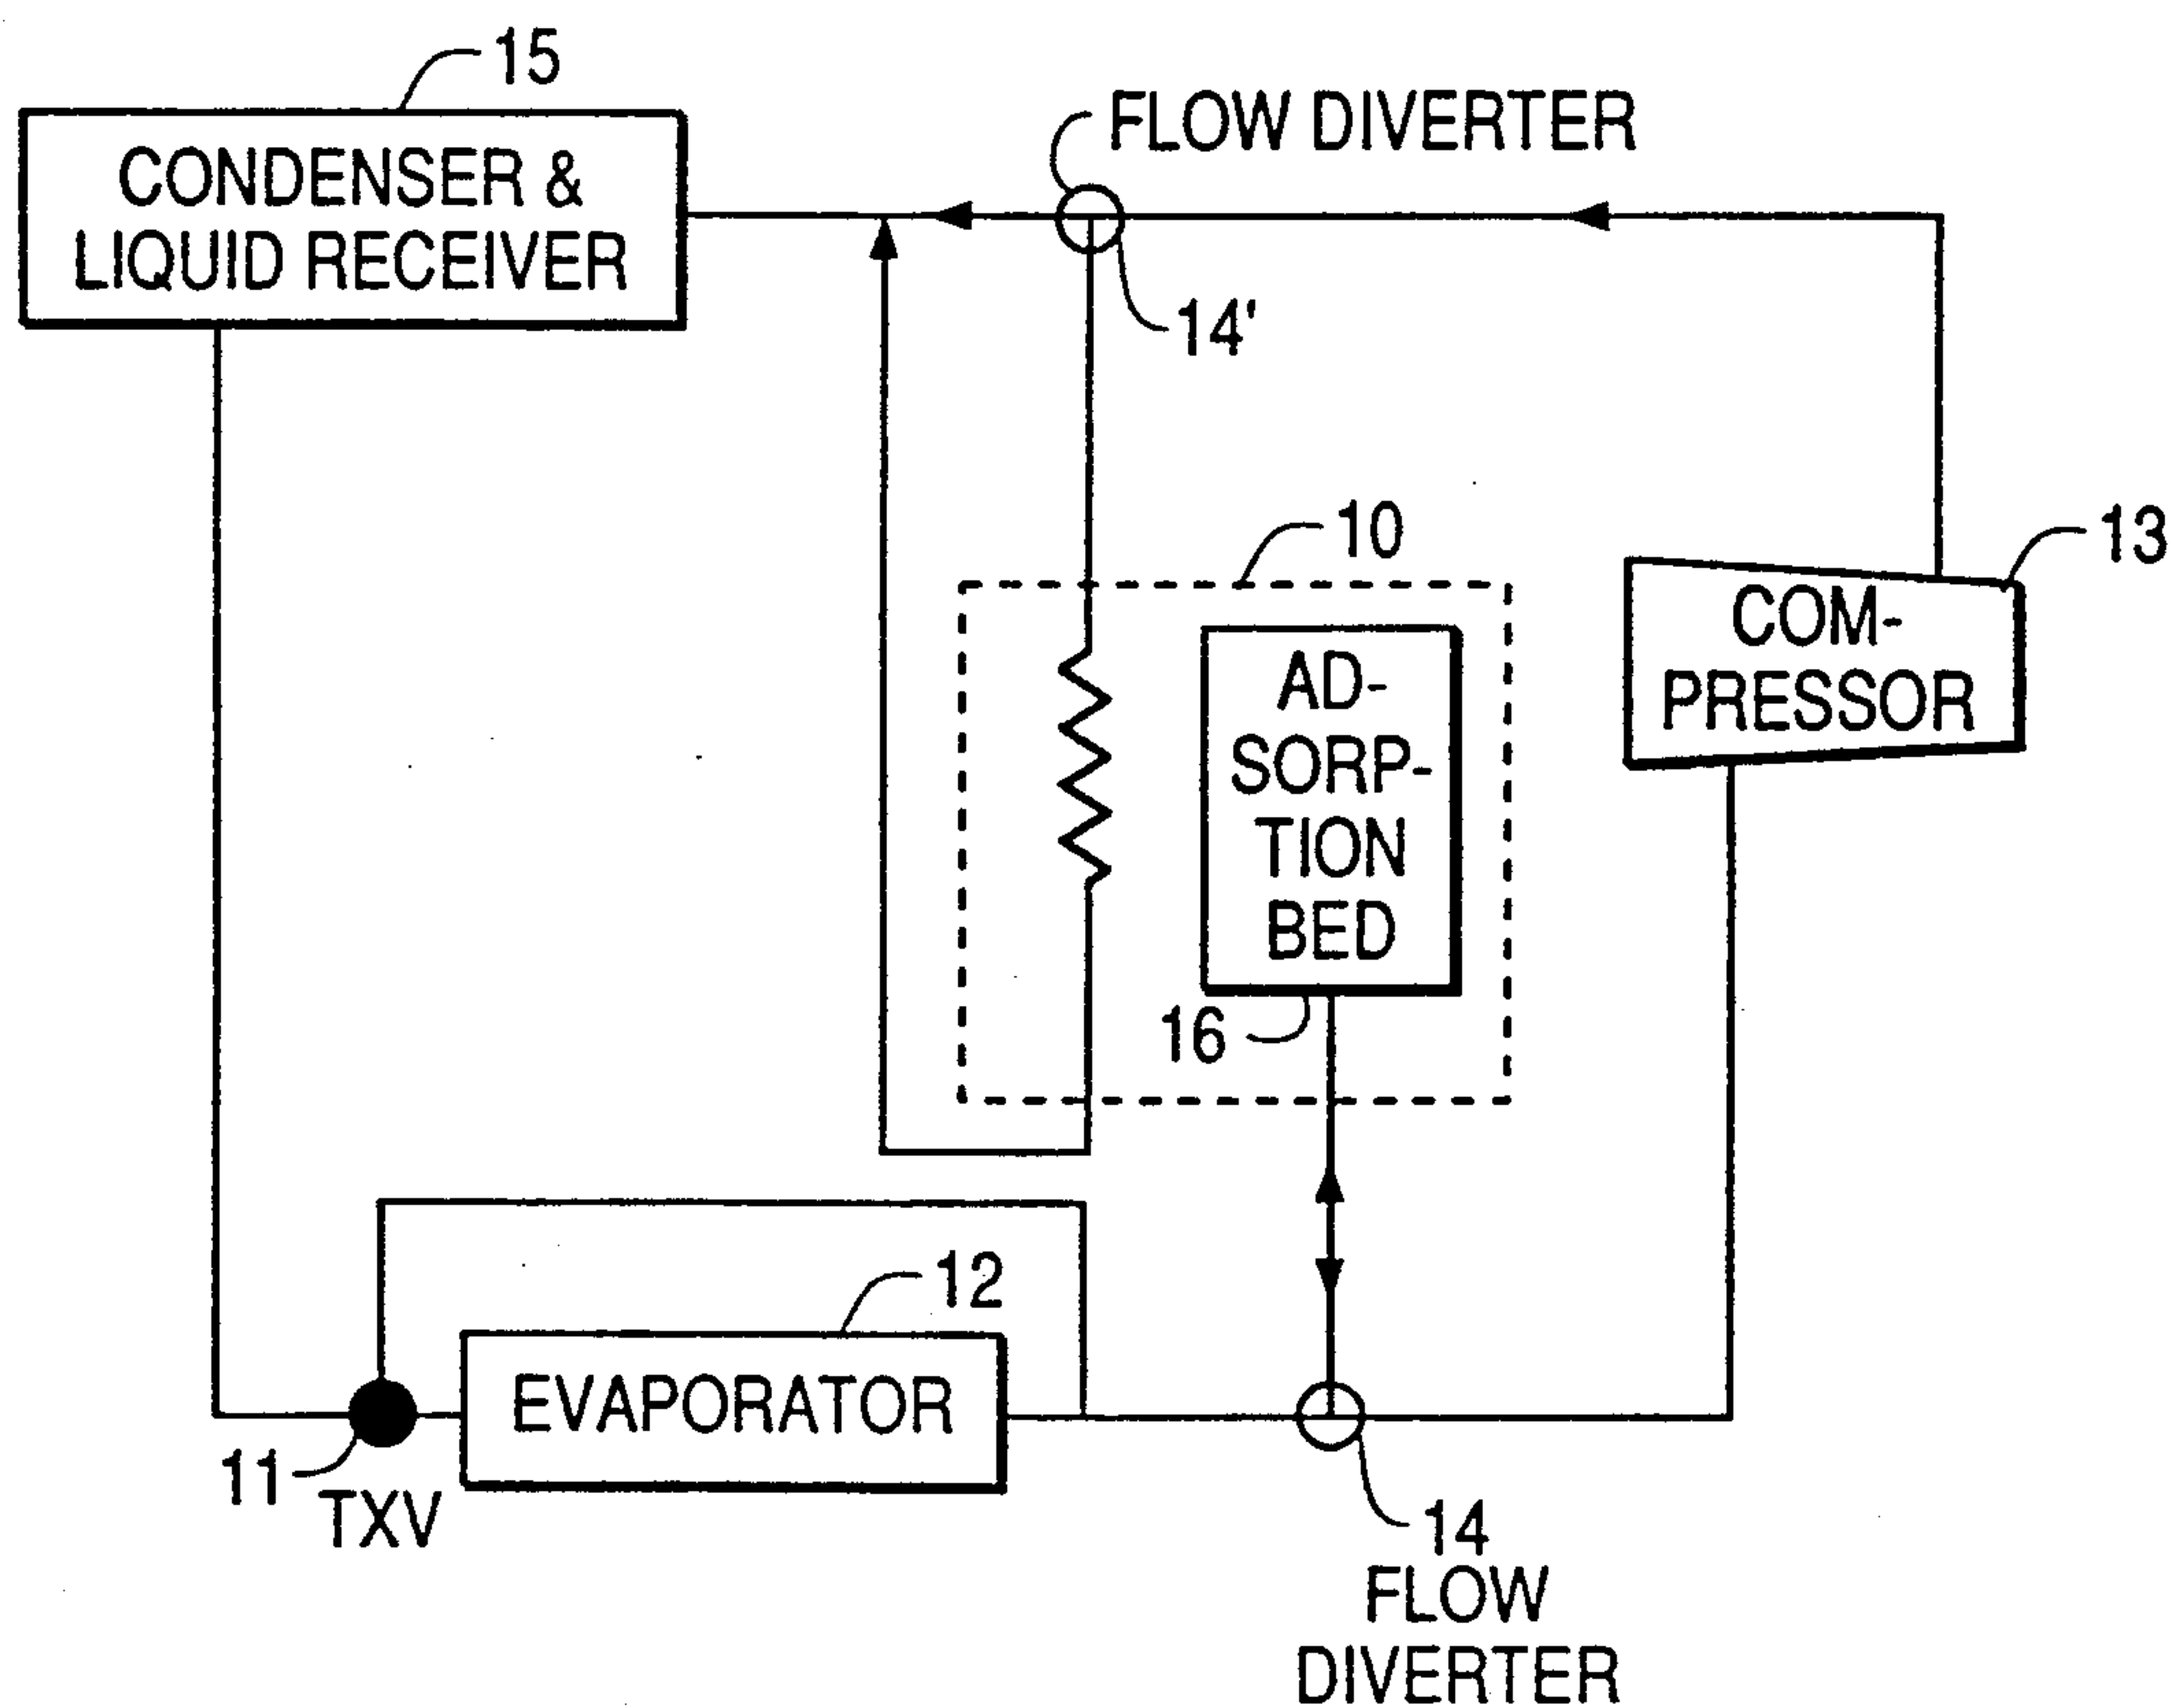 15
CONDENSER &
LIQUID RECEIVER
FLOW DIVERTER
14'
10
13
COM-
PRESSOR
AD-
SORP-
TION
BED
16
12
EVAPORATOR
11
TXV
14
FLOW
DIVERTER